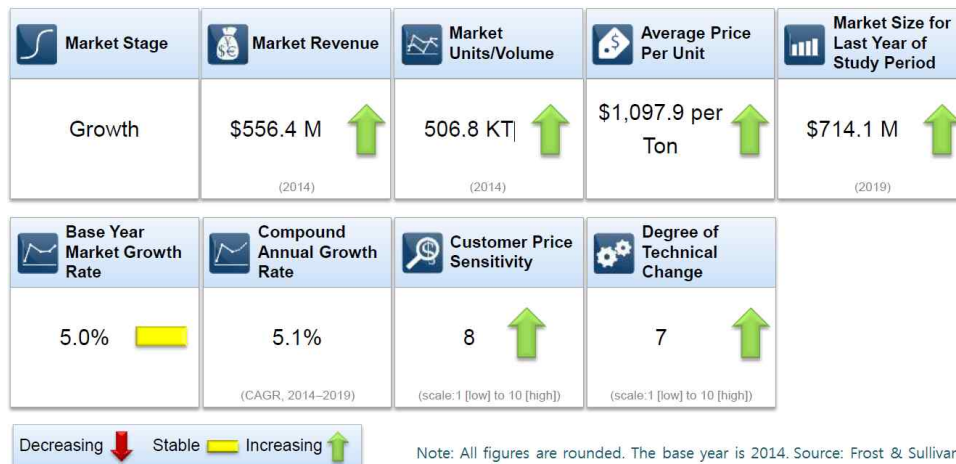 Market Stage
Market Revenue
Market
Units/Volume
Average Price
Per Unit
Market Size for
Last Year of
Study Period
Growth
$556.4 M
(2014)
506.8 KT
(2014)
$1,097.9 per
Ton
$714.1 M
(2019)
Base Year
Market Growth
Rate
Compound
Annual Growth
Rate
Customer Price
Sensitivity
Degree of
Technical
Change
5.0%
5.1%
(CAGR, 2014–2019)
8
(scale:1 [low] to 10 [high])
7
(scale:1 [low] to 10 [high])
Decreasing Stable Increasing
Note: All figures are rounded. The base year is 2014. Source: Frost & Sullivan